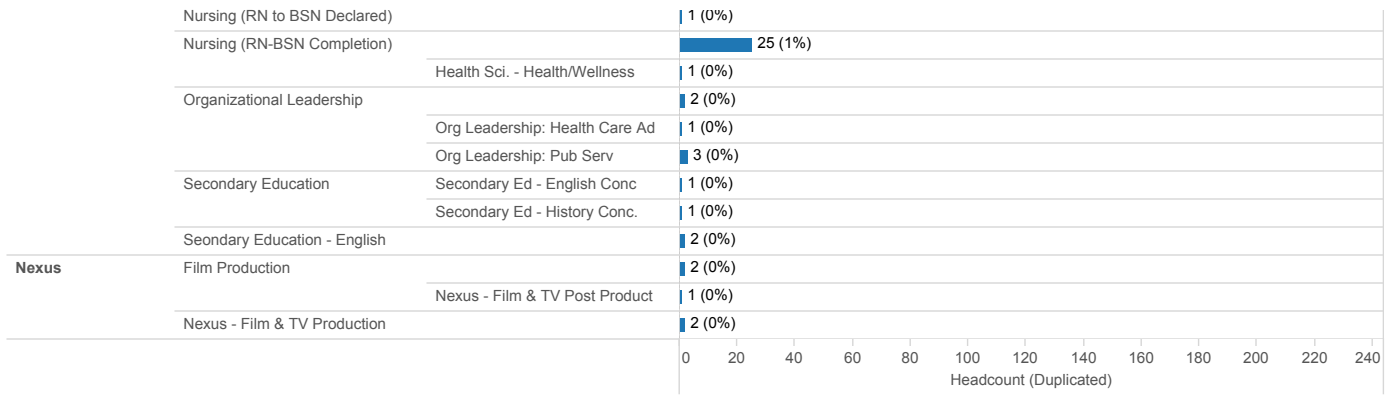 Nursing (RN to BSN Declared) 1 (0%)
Nursing (RN-BSN Completion) 25 (1%)
Health Sci. - Health/Wellness 1 (0%)
Organizational Leadership 2 (0%)
Org Leadership: Health Care Ad 1 (0%)
Org Leadership: Pub Serv 3 (0%)
Secondary Education Secondary Ed - English Conc 1 (0%)
Secondary Ed - History Conc. 1 (0%)
Seondary Education - English 2 (0%)
Nexus Film Production 2 (0%)
Nexus - Film & TV Post Product 1 (0%)
Nexus - Film & TV Production 2 (0%)
0 20 40 60 80 100 120 140 160 180 200 220 240
Headcount (Duplicated)